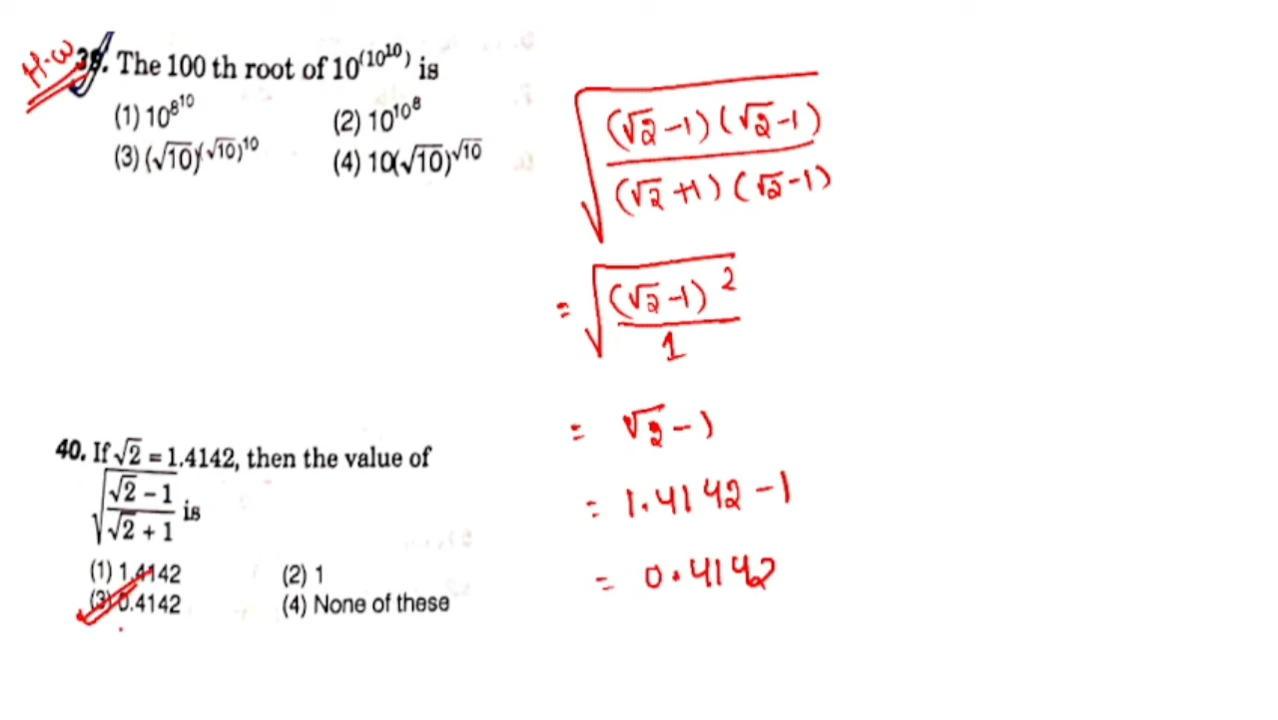 H.W
39. The 100 th root of 10^(10^10) is
(1) 10^8^10 (2) 10^10^8
(3) (√10)^(√10)^10 (4) 10(√10)^√10
40. If √2 = 1.4142, then the value of
√((√2 − 1)/(√2 + 1)) is
(1) 1.4142 (2) 1
(3) 0.4142 (4) None of these
√((√2 −1)(√2 −1)/(√2 +1)(√2 −1))
= √((√2 −1)^2/1)
= √2 − 1
= 1.4142 − 1
= 0.4142